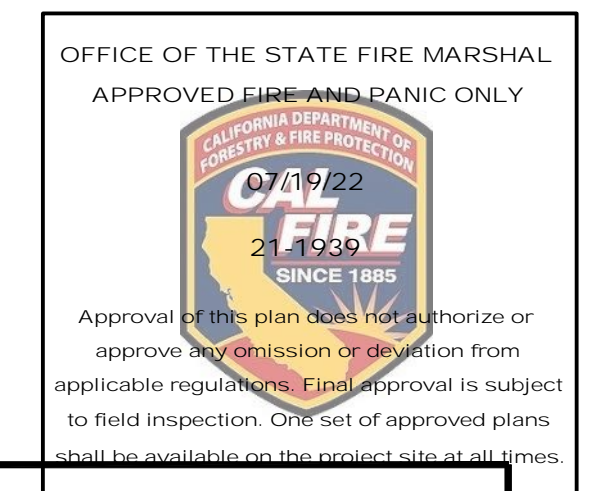 OFFICE OF THE STATE FIRE MARSHAL
APPROVED FIRE AND PANIC ONLY
CALIFORNIA DEPARTMENT OF
FORESTRY & FIRE PROTECTION
CAL
07/19/22
FIRE
21-1939
SINCE 1885
Approval of this plan does not authorize or
approve any omission or deviation from
applicable regulations. Final approval is subject
to field inspection. One set of approved plans
shall be available on the project site at all times.